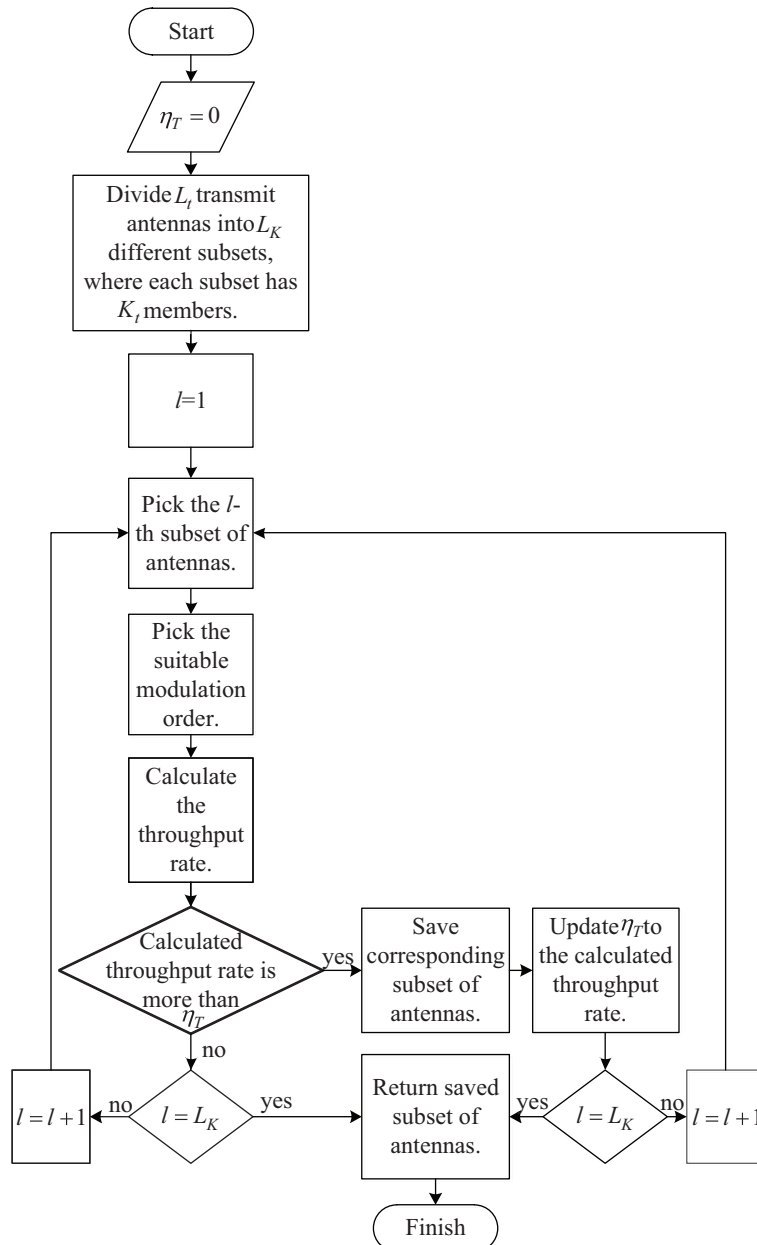 Start
η_T = 0
Divide L_t transmit
antennas into L_K
different subsets,
where each subset has
K_t members.
l=1
Pick the l-
th subset of
antennas.
Pick the
suitable
modulation
order.
Calculate
the
throughput
rate.
Calculated
throughput rate is
more than
η_T
yes
Save
corresponding
subset of
antennas.
Update η_T to
the calculated
throughput
rate.
no
l = l +1
no
l = L_K
yes
Return saved
subset of
antennas.
yes
l = L_K
no
l = l +1
Finish